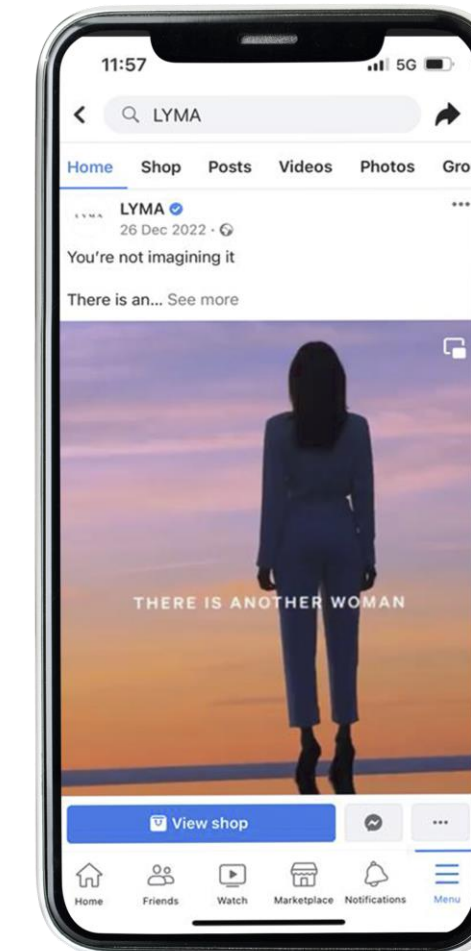 11:57
5G
LYMA
Home Shop Posts Videos Photos Gro
LYMA
LYMA
26 Dec 2022 ·
You're not imagining it
There is an... See more
THERE IS ANOTHER WOMAN
View shop
Home Friends Watch Marketplace Notifications Menu